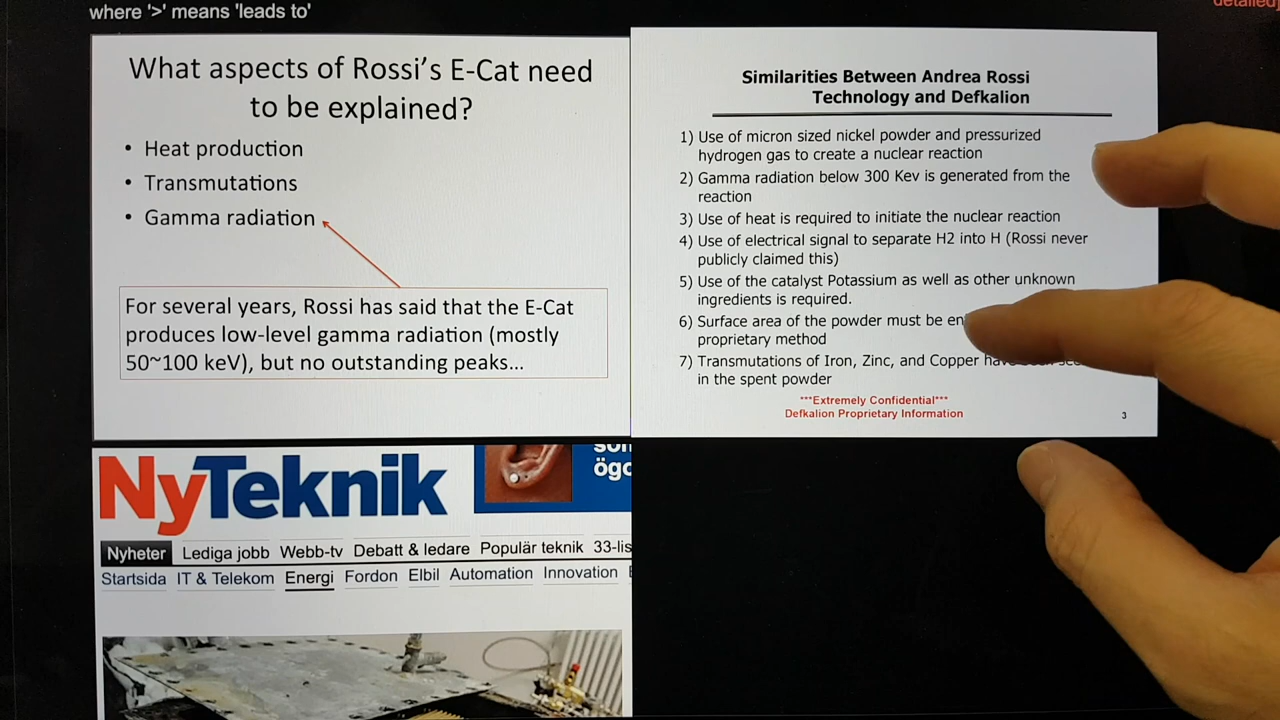 where '>' means 'leads to'
detailed
What aspects of Rossi's E-Cat need
to be explained?
• Heat production
• Transmutations
• Gamma radiation
For several years, Rossi has said that the E-Cat
produces low-level gamma radiation (mostly
50~100 keV), but no outstanding peaks...
Similarities Between Andrea Rossi
Technology and Defkalion
1) Use of micron sized nickel powder and pressurized
hydrogen gas to create a nuclear reaction
2) Gamma radiation below 300 Kev is generated from the
reaction
3) Use of heat is required to initiate the nuclear reaction
4) Use of electrical signal to separate H2 into H (Rossi never
publicly claimed this)
5) Use of the catalyst Potassium as well as other unknown
ingredients is required.
6) Surface area of the powder must be
proprietary method
7) Transmutations of Iron, Zinc, and Copper
in the spent powder
***Extremely Confidential***
Defkalion Proprietary Information
3
NyTeknik
ögo
Nyheter Lediga jobb Webb-tv Debatt & ledare Populär teknik 33-lis
Startsida IT & Telekom Energi Fordon Elbil Automation Innovation